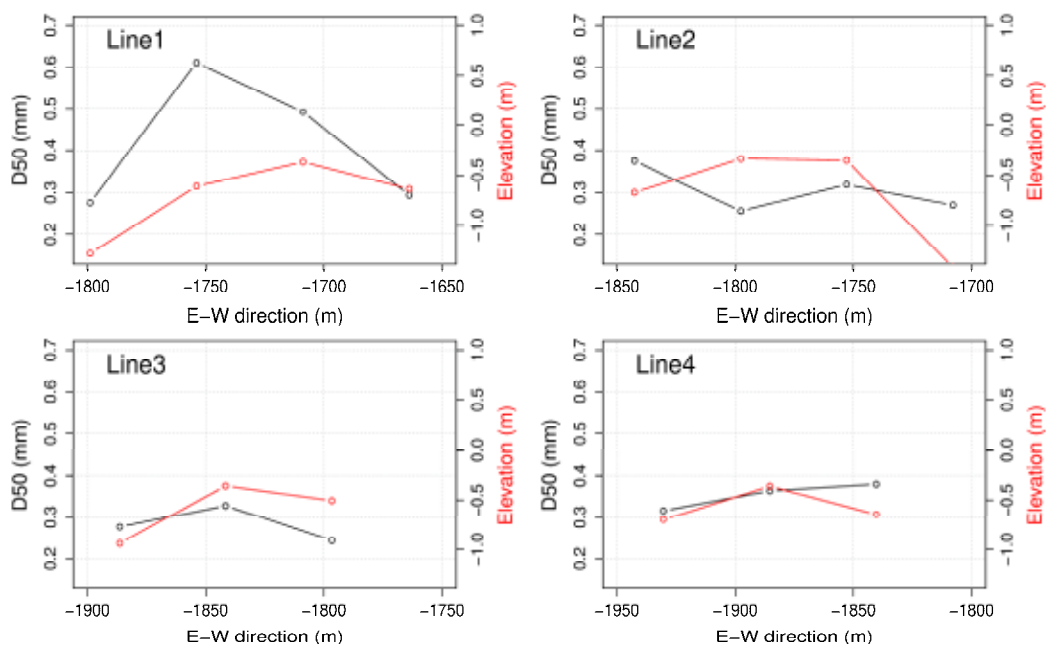 Line1
D50 (mm)
0.2 0.3 0.4 0.5 0.6 0.7
−1.0 −0.5 0.0 0.5 1.0
Elevation (m)
−1800 −1750 −1700 −1650
E−W direction (m)
Line2
D50 (mm)
0.2 0.3 0.4 0.5 0.6 0.7
−1.0 −0.5 0.0 0.5 1.0
Elevation (m)
−1850 −1800 −1750 −1700
E−W direction (m)
Line3
D50 (mm)
0.2 0.3 0.4 0.5 0.6 0.7
−1.0 −0.5 0.0 0.5 1.0
Elevation (m)
−1900 −1850 −1800 −1750
E−W direction (m)
Line4
D50 (mm)
0.2 0.3 0.4 0.5 0.6 0.7
−1.0 −0.5 0.0 0.5 1.0
Elevation (m)
−1950 −1900 −1850 −1800
E−W direction (m)